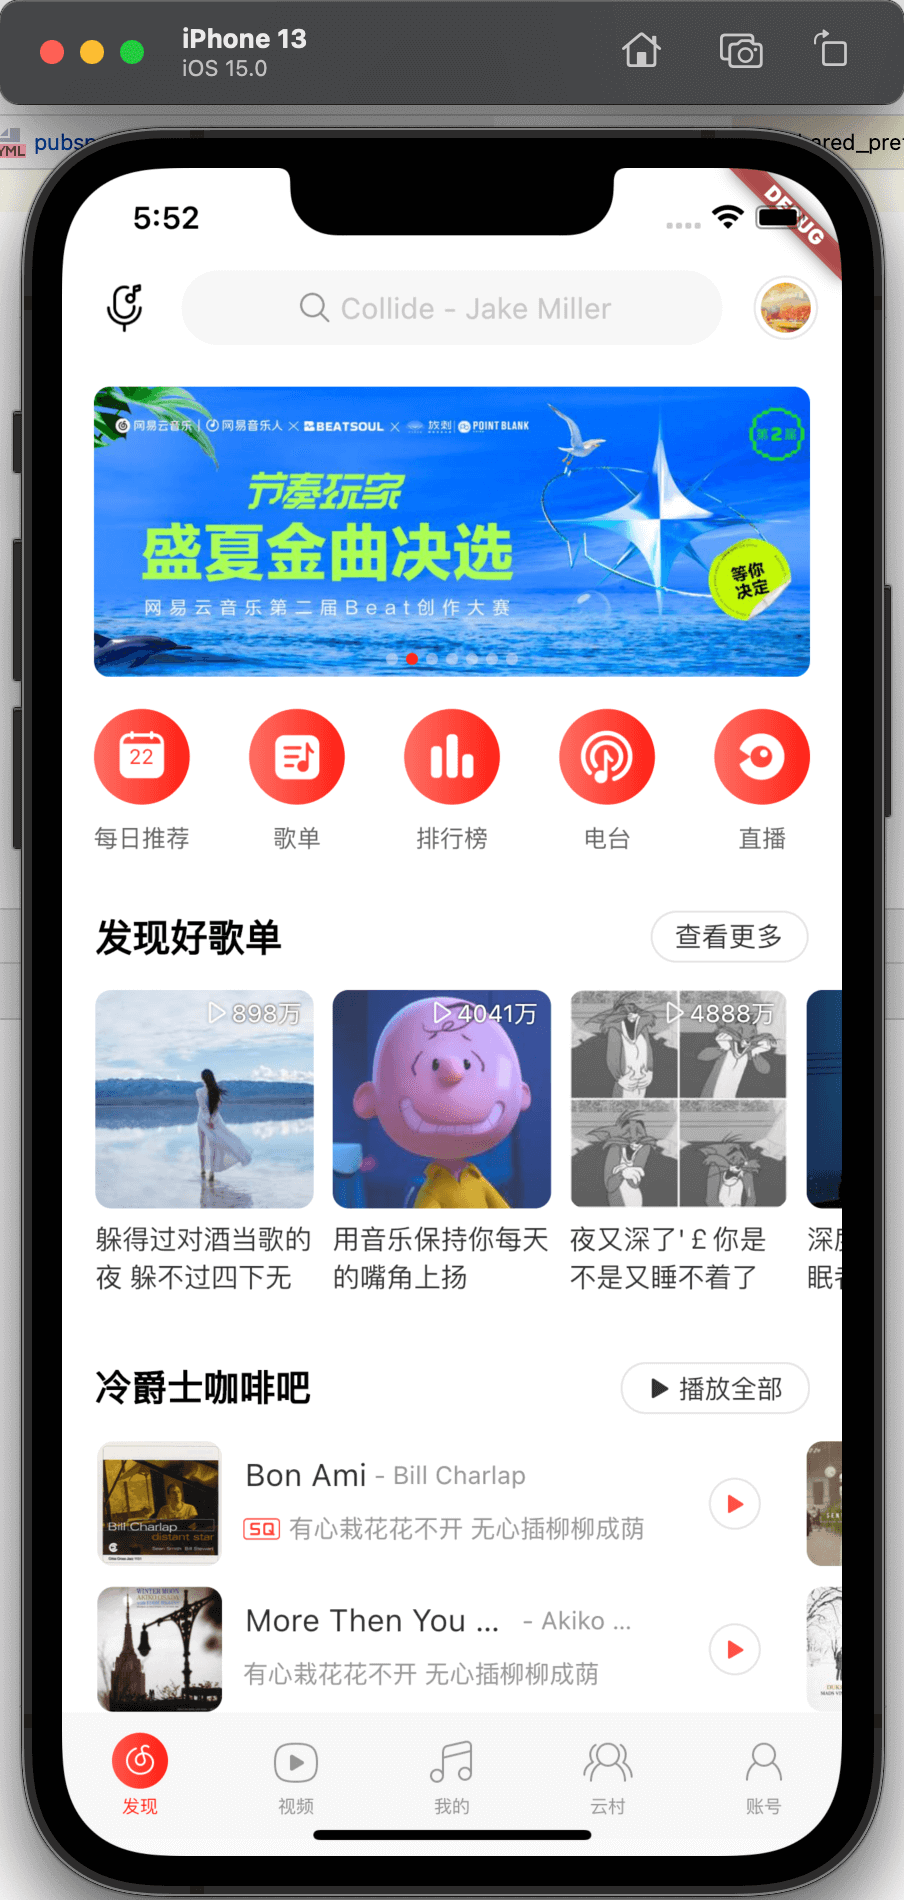 iPhone 13
iOS 15.0
YML pubsp
ared_pref
5:52
DEBUG
Collide - Jake Miller
网易云音乐 | 网易音乐人 × BEATSOUL × 放刺 | POINT BLANK
第2届
节奏玩家
盛夏金曲决选
等你
决定
网易云音乐第二届Beat创作大赛
22
每日推荐
歌单
排行榜
电台
直播
发现好歌单
查看更多
898万
4041万
4888万
躲得过对酒当歌的
夜 躲不过四下无
用音乐保持你每天
的嘴角上扬
夜又深了'￡你是
不是又睡不着了
深度
眠者
冷爵士咖啡吧
播放全部
Bill Charlap
distant star
Bon Ami - Bill Charlap
SQ 有心栽花花不开 无心插柳柳成荫
WINTER MOON
More Then You ... - Akiko ...
有心栽花花不开 无心插柳柳成荫
发现
视频
我的
云村
账号